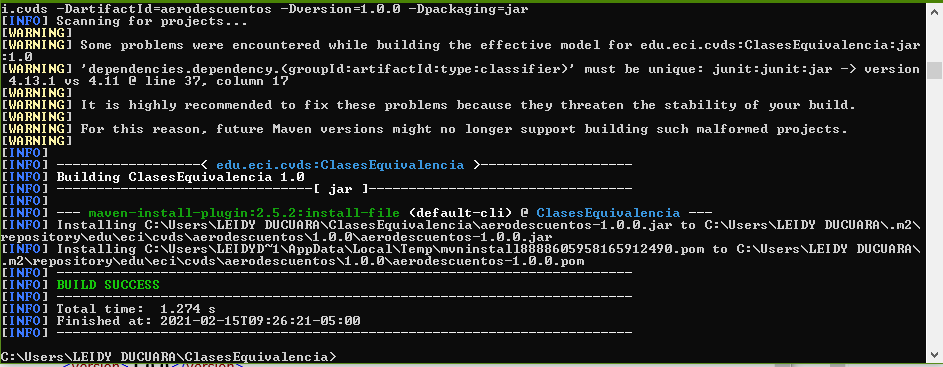 i.cvds -DartifactId=aerodescuentos -Dversion=1.0.0 -Dpackaging=jar
[INFO] Scanning for projects...
[WARNING]
[WARNING] Some problems were encountered while building the effective model for edu.eci.cvds:ClasesEquivalencia:jar
:1.0
[WARNING] 'dependencies.dependency.(groupId:artifactId:type:classifier)' must be unique: junit:junit:jar -> version
 4.13.1 vs 4.11 @ line 37, column 17
[WARNING]
[WARNING] It is highly recommended to fix these problems because they threaten the stability of your build.
[WARNING]
[WARNING] For this reason, future Maven versions might no longer support building such malformed projects.
[WARNING]
[INFO]
[INFO] ------------------< edu.eci.cvds:ClasesEquivalencia >-------------------
[INFO] Building ClasesEquivalencia 1.0
[INFO] --------------------------------[ jar ]---------------------------------
[INFO]
[INFO] --- maven-install-plugin:2.5.2:install-file (default-cli) @ ClasesEquivalencia ---
[INFO] Installing C:\Users\LEIDY DUCUARA\ClasesEquivalencia\aerodescuentos-1.0.0.jar to C:\Users\LEIDY DUCUARA\.m2\
repository\edu\eci\cvds\aerodescuentos\1.0.0\aerodescuentos-1.0.0.jar
[INFO] Installing C:\Users\LEIDYD~1\AppData\Local\Temp\mvninstall8888605958165912490.pom to C:\Users\LEIDY DUCUARA\
.m2\repository\edu\eci\cvds\aerodescuentos\1.0.0\aerodescuentos-1.0.0.pom
[INFO] ------------------------------------------------------------------------
[INFO] BUILD SUCCESS
[INFO] ------------------------------------------------------------------------
[INFO] Total time:  1.274 s
[INFO] Finished at: 2021-02-15T09:26:21-05:00
[INFO] ------------------------------------------------------------------------
C:\Users\LEIDY DUCUARA\ClasesEquivalencia>